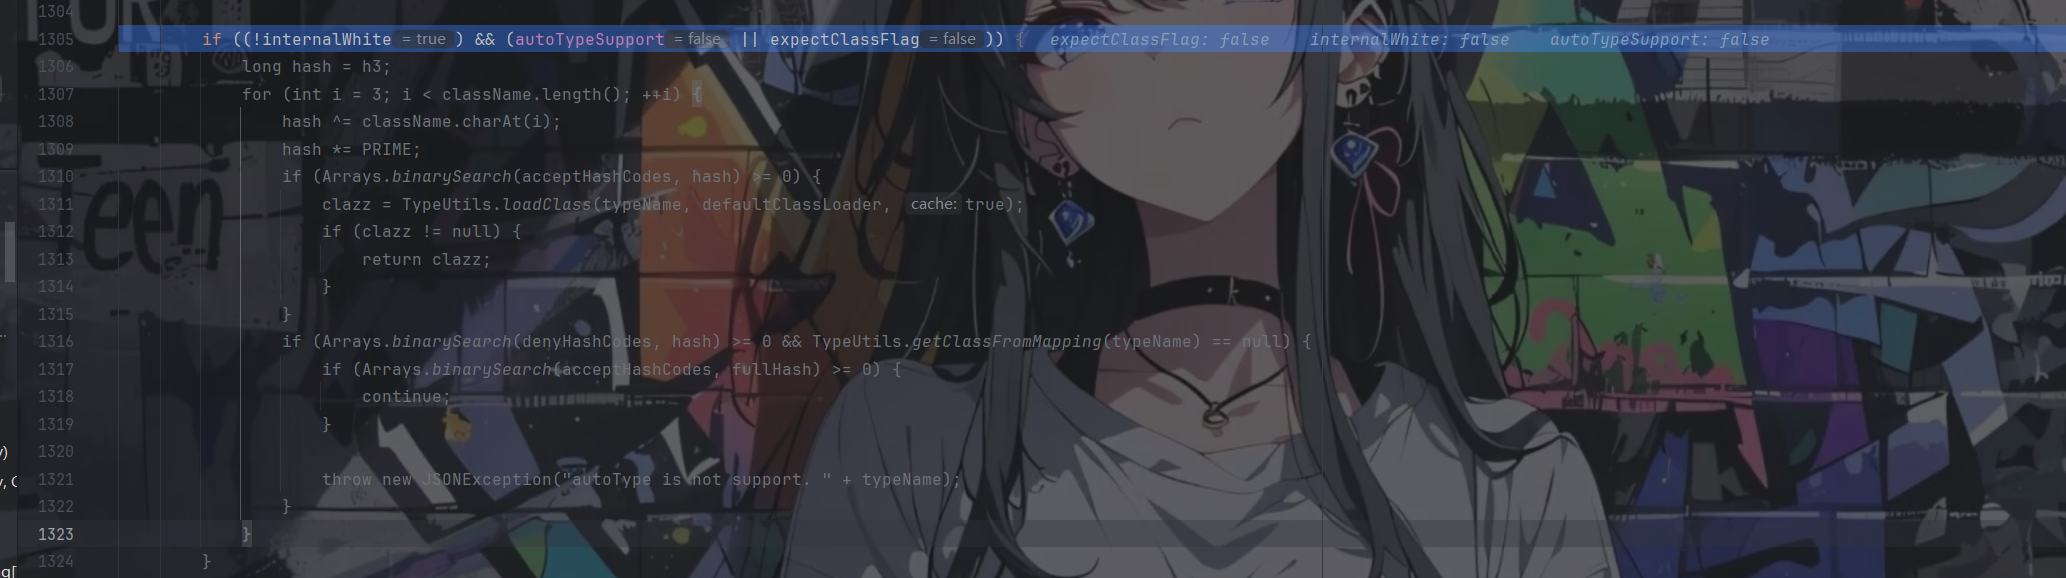 1304
1305 if ((!internalWhite = true ) && (autoTypeSupport = false || expectClassFlag = false )) { expectClassFlag: false internalWhite: false autoTypeSupport: false
1306 long hash = h3;
1307 for (int i = 3; i < className.length(); ++i) {
1308 hash ^= className.charAt(i);
1309 hash *= PRIME;
1310 if (Arrays.binarySearch(acceptHashCodes, hash) >= 0) {
1311 clazz = TypeUtils.loadClass(typeName, defaultClassLoader, cache: true);
1312 if (clazz != null) {
1313 return clazz;
1314 }
1315 }
1316 if (Arrays.binarySearch(denyHashCodes, hash) >= 0 && TypeUtils.getClassFromMapping(typeName) == null) {
1317 if (Arrays.binarySearch(acceptHashCodes, fullHash) >= 0) {
1318 continue;
1319 }
1320
y)
1321 throw new JSONException("autoType is not support. " + typeName);
y, C
1322 }
1323 }
1324 }
ng[
Teen